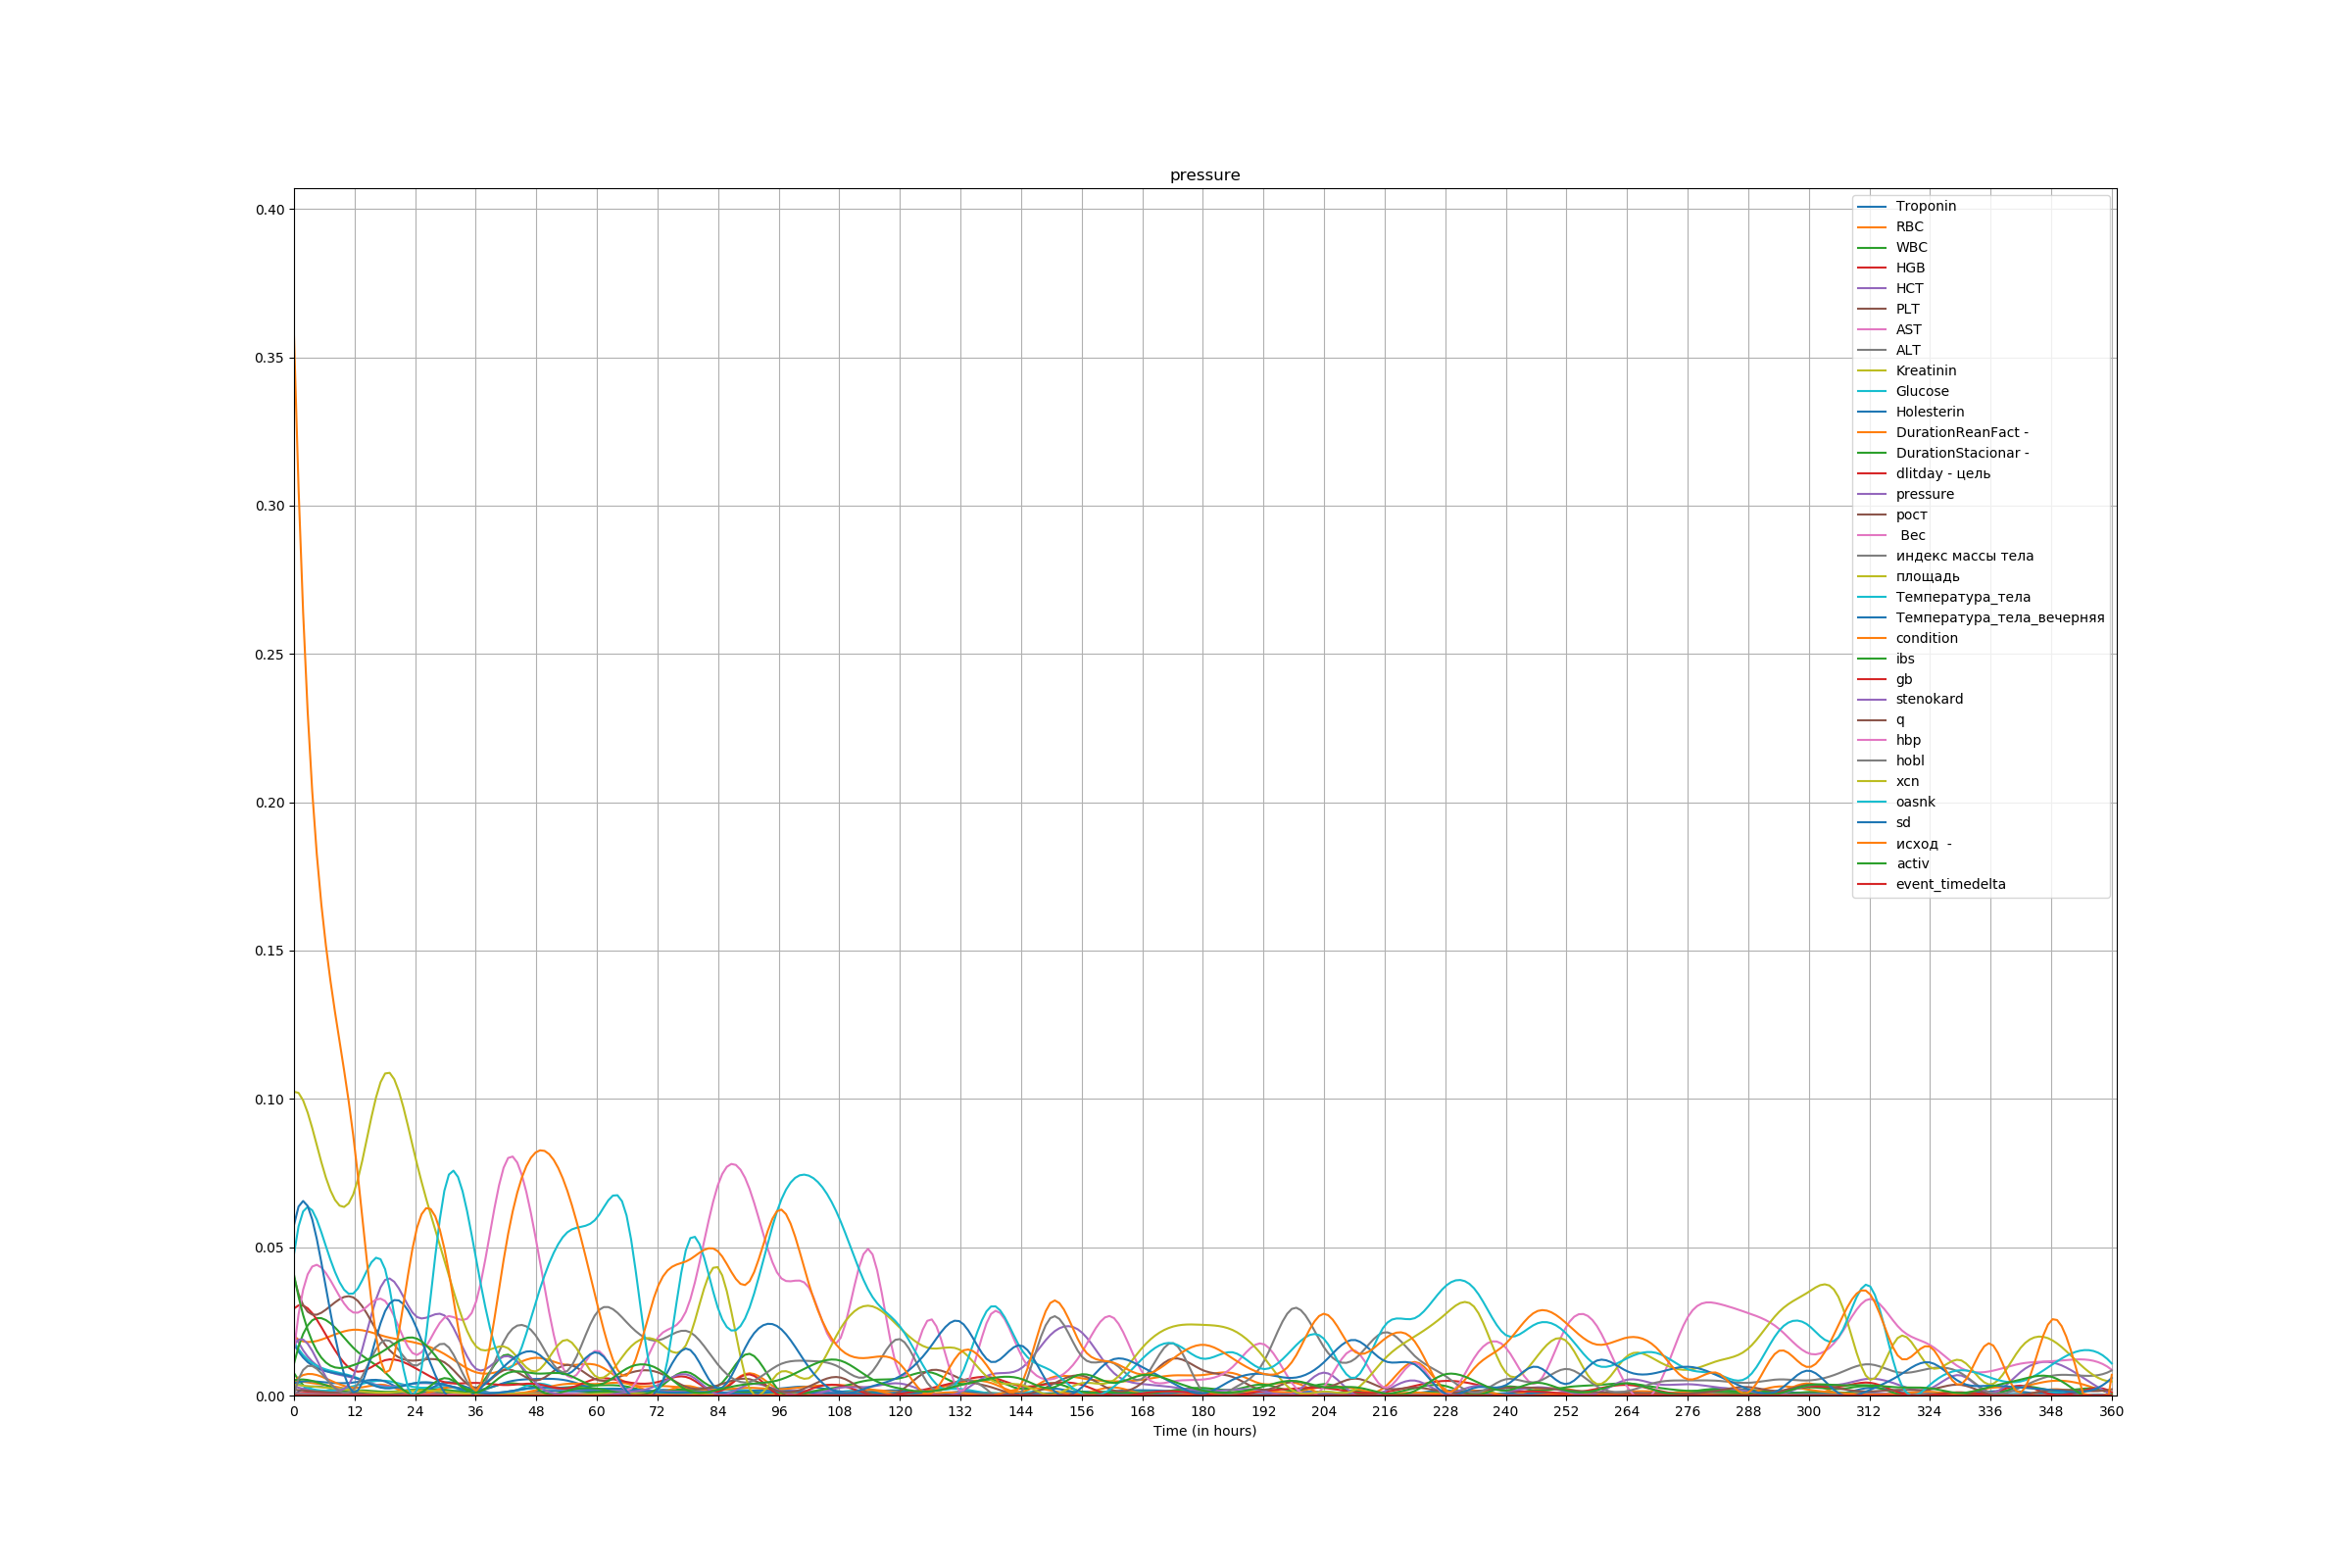 pressure
0.40
0.35
0.30
0.25
0.20
0.15
0.10
0.05
0.00
Troponin
RBC
WBC
HGB
HCT
PLT
AST
ALT
Kreatinin
Glucose
Holesterin
DurationReanFact -
DurationStacionar -
dlitday - цель
pressure
рост
Вес
индекс массы тела
площадь
Температура_тела
Температура_тела_вечерняя
condition
ibs
gb
stenokard
q
hbp
hobl
xcn
oasnk
sd
исход  -
activ
event_timedelta
0 12 24 36 48 60 72 84 96 108 120 132 144 156 168 180 192 204 216 228 240 252 264 276 288 300 312 324 336 348 360
Time (in hours)